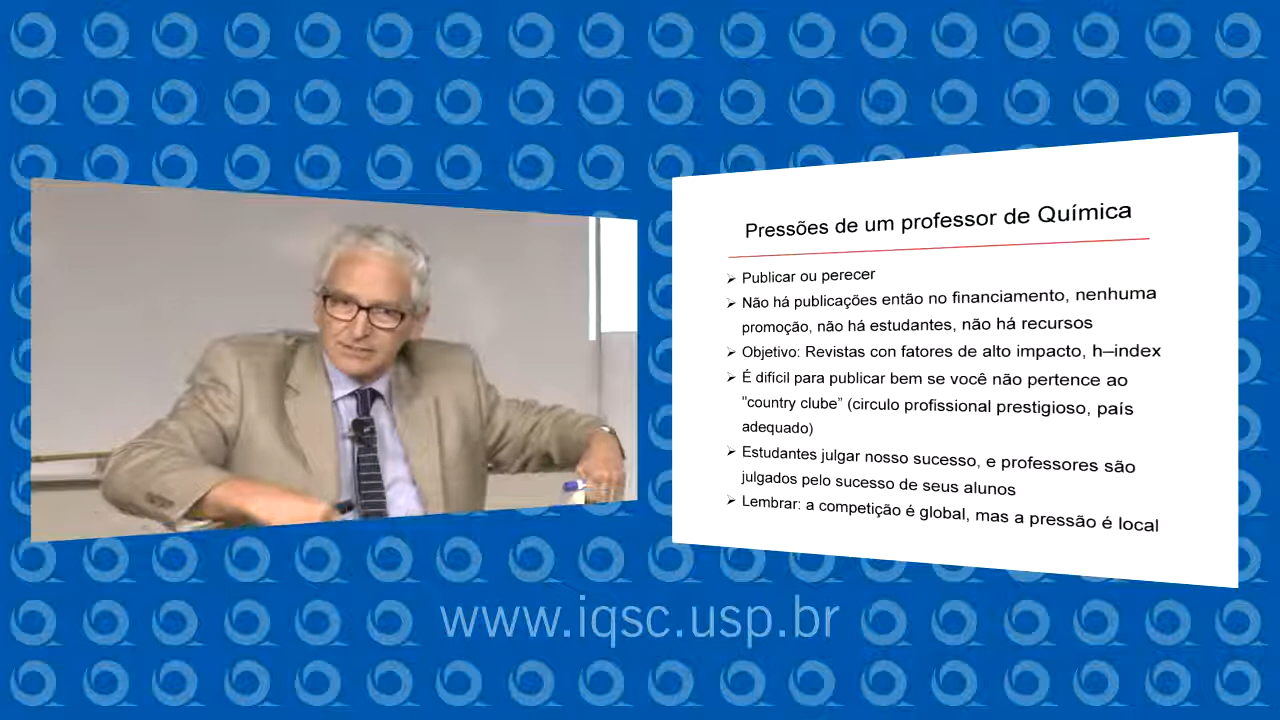 Pressões de um professor de Química
➢ Publicar ou perecer
➢ Não há publicações então no financiamento, nenhuma
promoção, não há estudantes, não há recursos
➢ Objetivo: Revistas con fatores de alto impacto, h–index
➢ É difícil para publicar bem se você não pertence ao
"country clube” (circulo profissional prestigioso, país
adequado)
➢ Estudantes julgar nosso sucesso, e professores são
julgados pelo sucesso de seus alunos
➢ Lembrar: a competição é global, mas a pressão é local
www.iqsc.usp.br